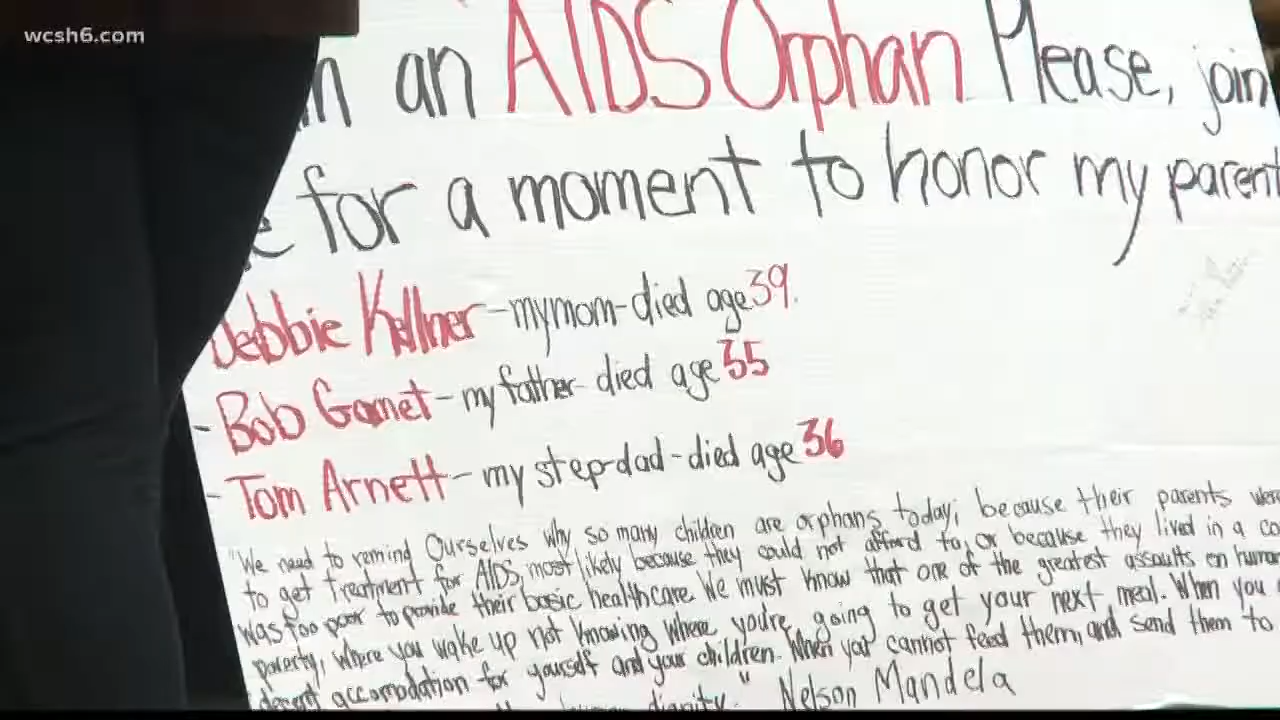 wcsh6.com
an AIDS Orphan Please, join
for a moment to honor my parent
Debbie Kellner - my mom - died age 39.
- Bob Gamet - my father died age 35
- Tom Arnett - my step-dad - died age 36
"We need to remind Ourselves why so many children are orphans today; because their parents wer
to get treatment for AIDS, most likely because they could not afford to, or because they lived in a co
was too poor to provide their basic healthcare. We must know that one of the greatest assaults on human
poverty, where you wake up not knowing where you're going to get your next meal. When you
decent accomodation for yourself and your children. When you cannot feed them, and send them to
human dignity." Nelson Mandela